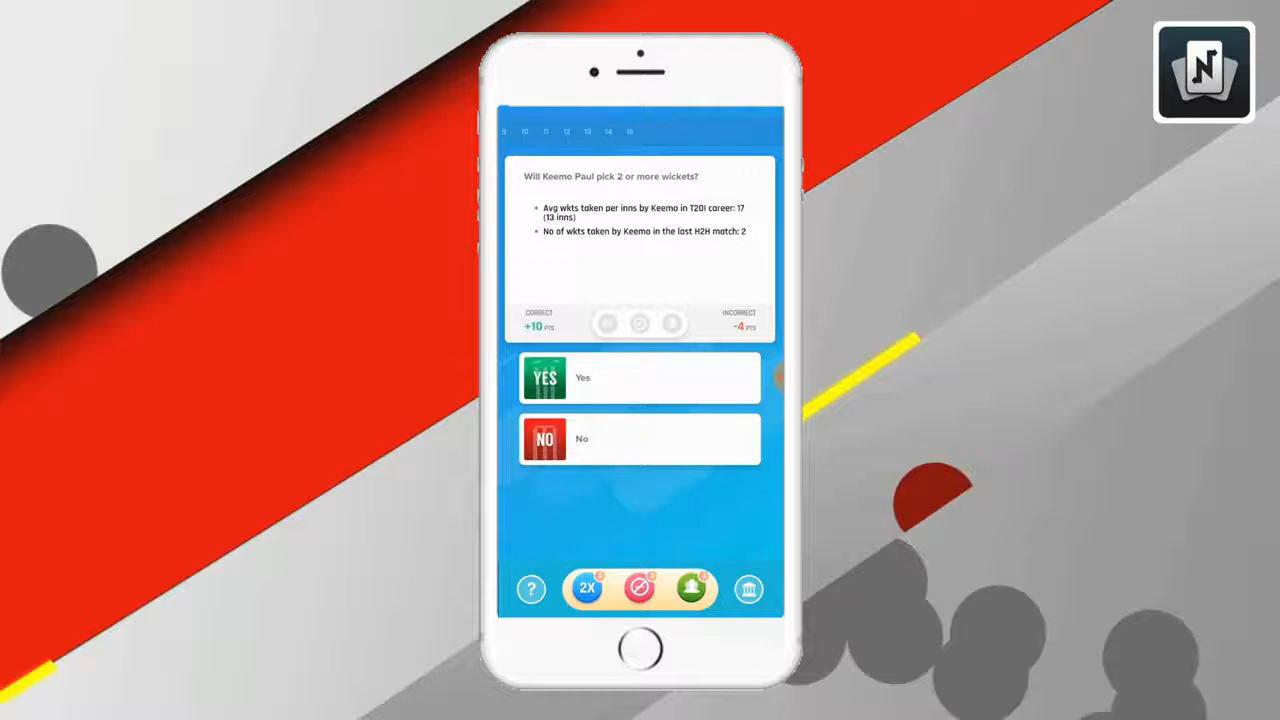 N
9 10 11 12 13 14 15
Will Keemo Paul pick 2 or more wickets?
Avg wkts taken per inns by Keemo in T20I career: 17
(13 inns)
No of wkts taken by Keemo in the last H2H match: 2
CORRECT
+10 PTS
INCORRECT
-4 PTS
YES Yes
NO No
? 2X